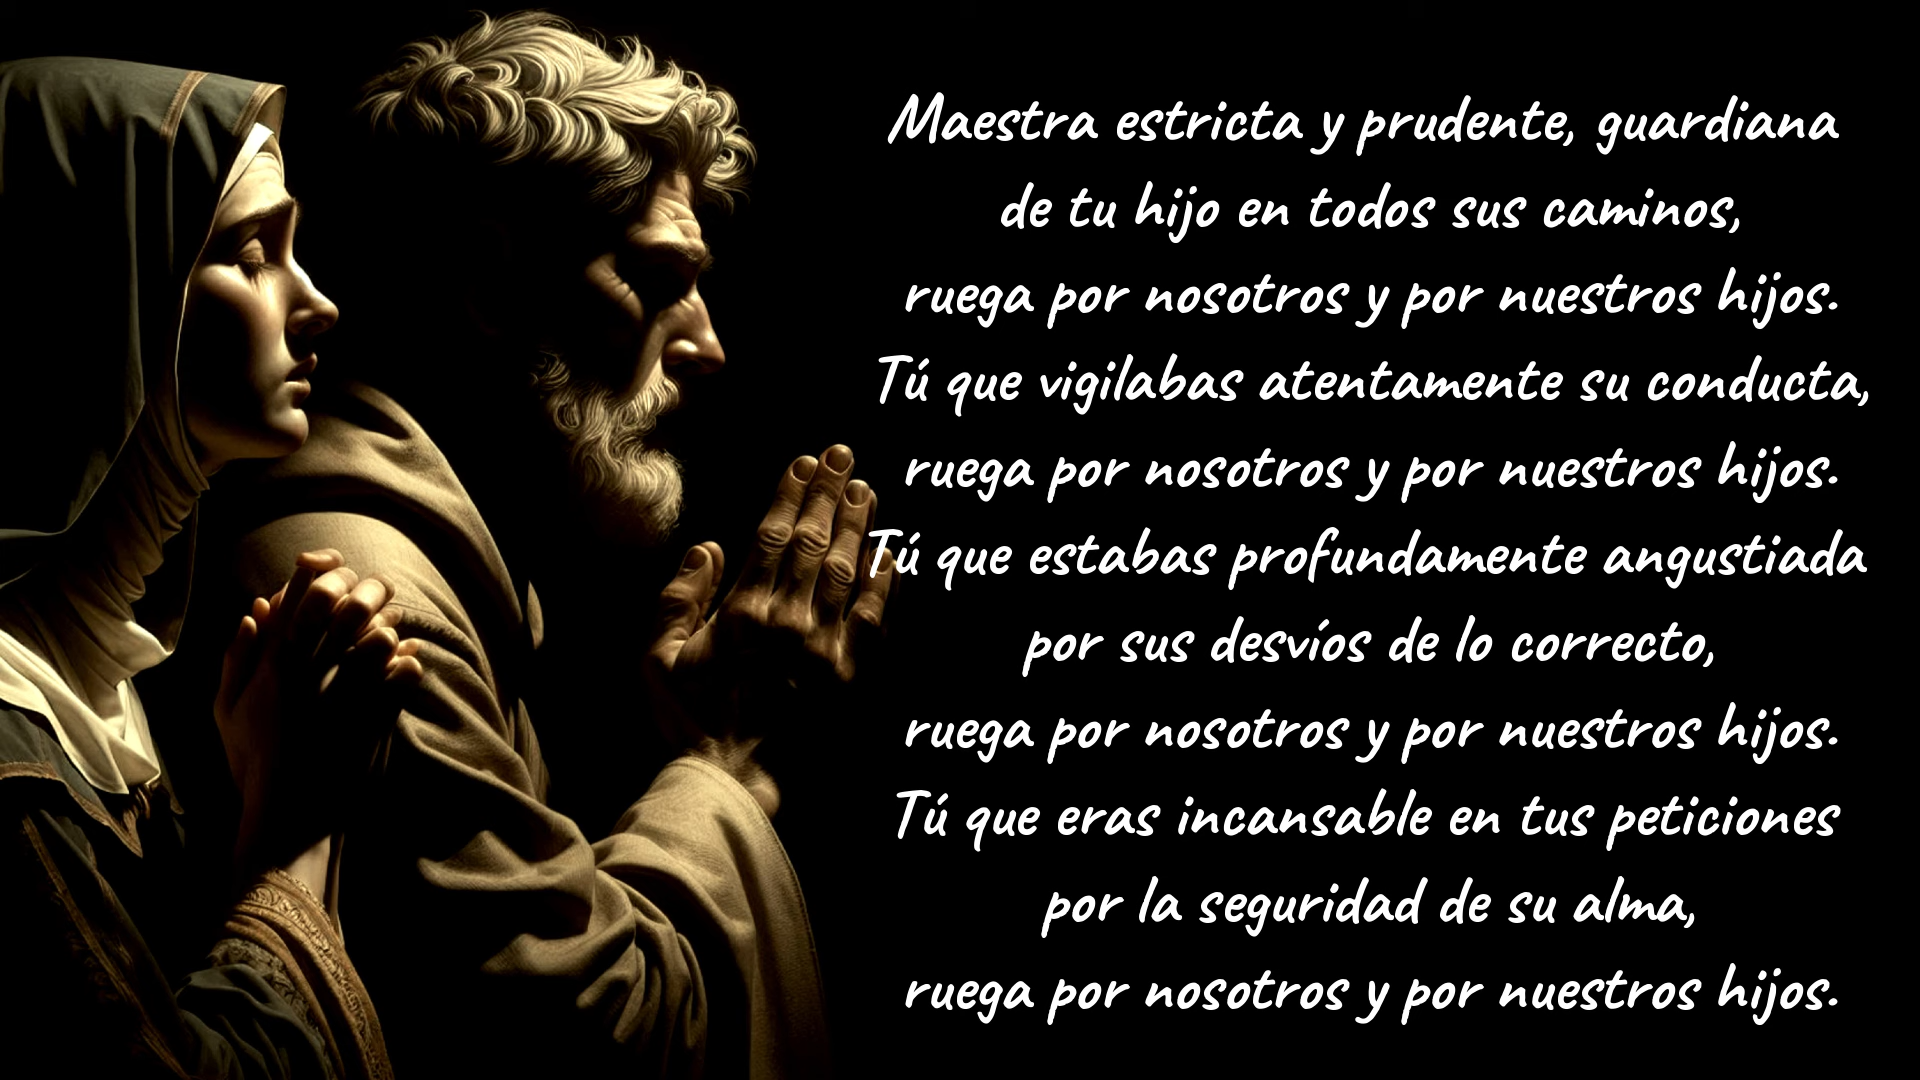 Maestra estricta y prudente, guardiana
de tu hijo en todos sus caminos,
ruega por nosotros y por nuestros hijos.
Tú que vigilabas atentamente su conducta,
ruega por nosotros y por nuestros hijos.
Tú que estabas profundamente angustiada
por sus desvíos de lo correcto,
ruega por nosotros y por nuestros hijos.
Tú que eras incansable en tus peticiones
por la seguridad de su alma,
ruega por nosotros y por nuestros hijos.